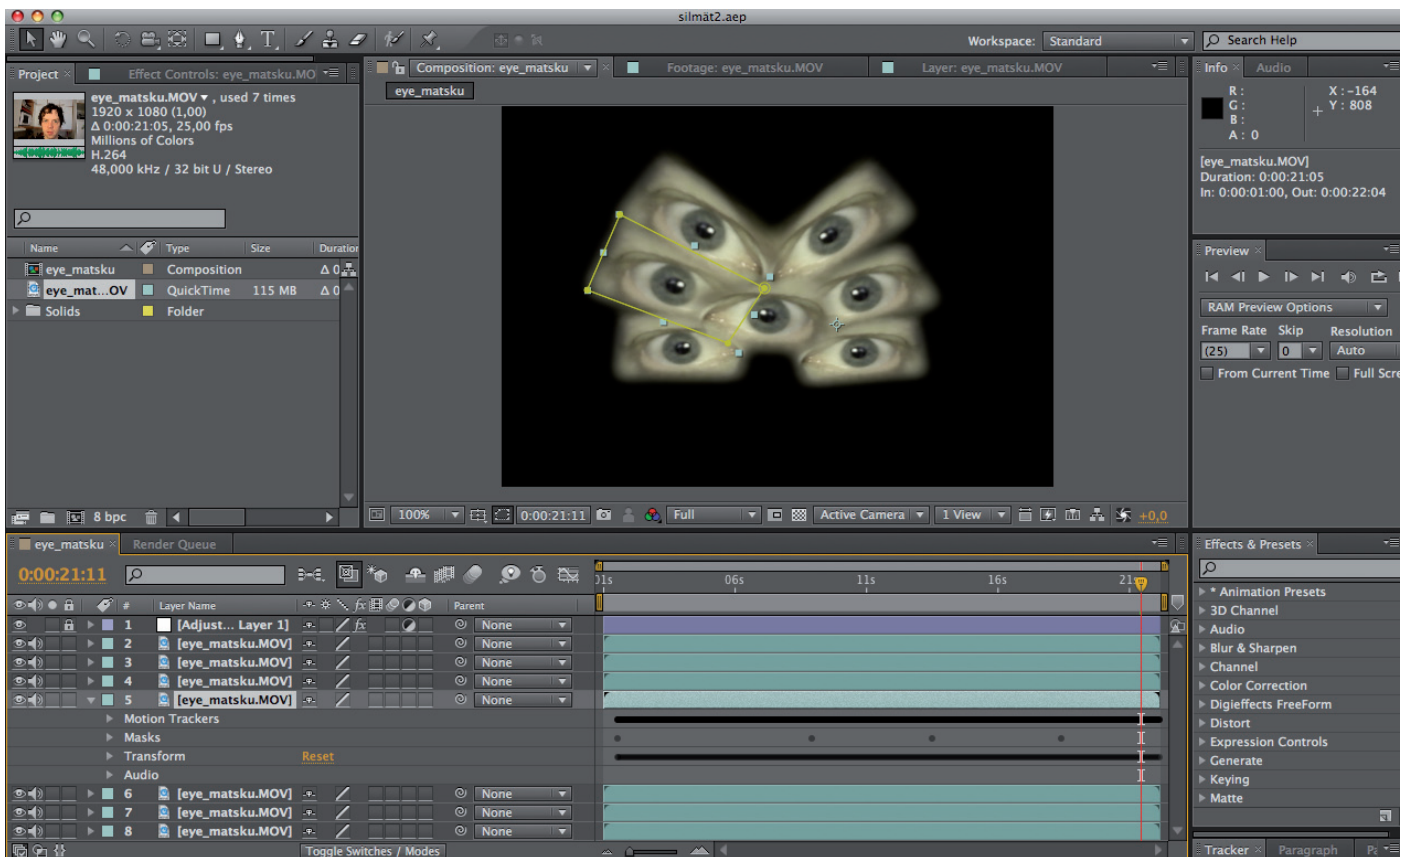 silmät2.aep
Workspace: Standard
Search Help
Project
Effect Controls: eye_matsku.MO
eye_matsku.MOV ▾ , used 7 times
1920 x 1080 (1,00)
Δ 0:00:21:05, 25,00 fps
Millions of Colors
H.264
48,000 kHz / 32 bit U / Stereo
Name Type Size Duration
eye_matsku Composition Δ 0
eye_mat...OV QuickTime 115 MB Δ 0
Solids Folder
8 bpc
Composition: eye_matsku
Footage: eye_matsku.MOV
Layer: eye_matsku.MOV
eye_matsku
100% 0:00:21:11 Full Active Camera 1 View +0,0
Info Audio
R : X : -164
G : Y : 808
B :
A : 0
[eye_matsku.MOV]
Duration: 0:00:21:05
In: 0:00:01:00, Out: 0:00:22:04
Preview
RAM Preview Options
Frame Rate Skip Resolution
(25) 0 Auto
From Current Time Full Scre
eye_matsku Render Queue
0:00:21:11
01s 06s 11s 16s 21
# Layer Name fx Parent
1 [Adjust... Layer 1] fx None
2 [eye_matsku.MOV] None
3 [eye_matsku.MOV] None
4 [eye_matsku.MOV] None
5 [eye_matsku.MOV] None
Motion Trackers
Masks
Transform Reset
Audio
6 [eye_matsku.MOV] None
7 [eye_matsku.MOV] None
8 [eye_matsku.MOV] None
Toggle Switches / Modes
Effects & Presets
* Animation Presets
3D Channel
Audio
Blur & Sharpen
Channel
Color Correction
Digieffects FreeForm
Distort
Expression Controls
Generate
Keying
Matte
Tracker Paragraph Pa